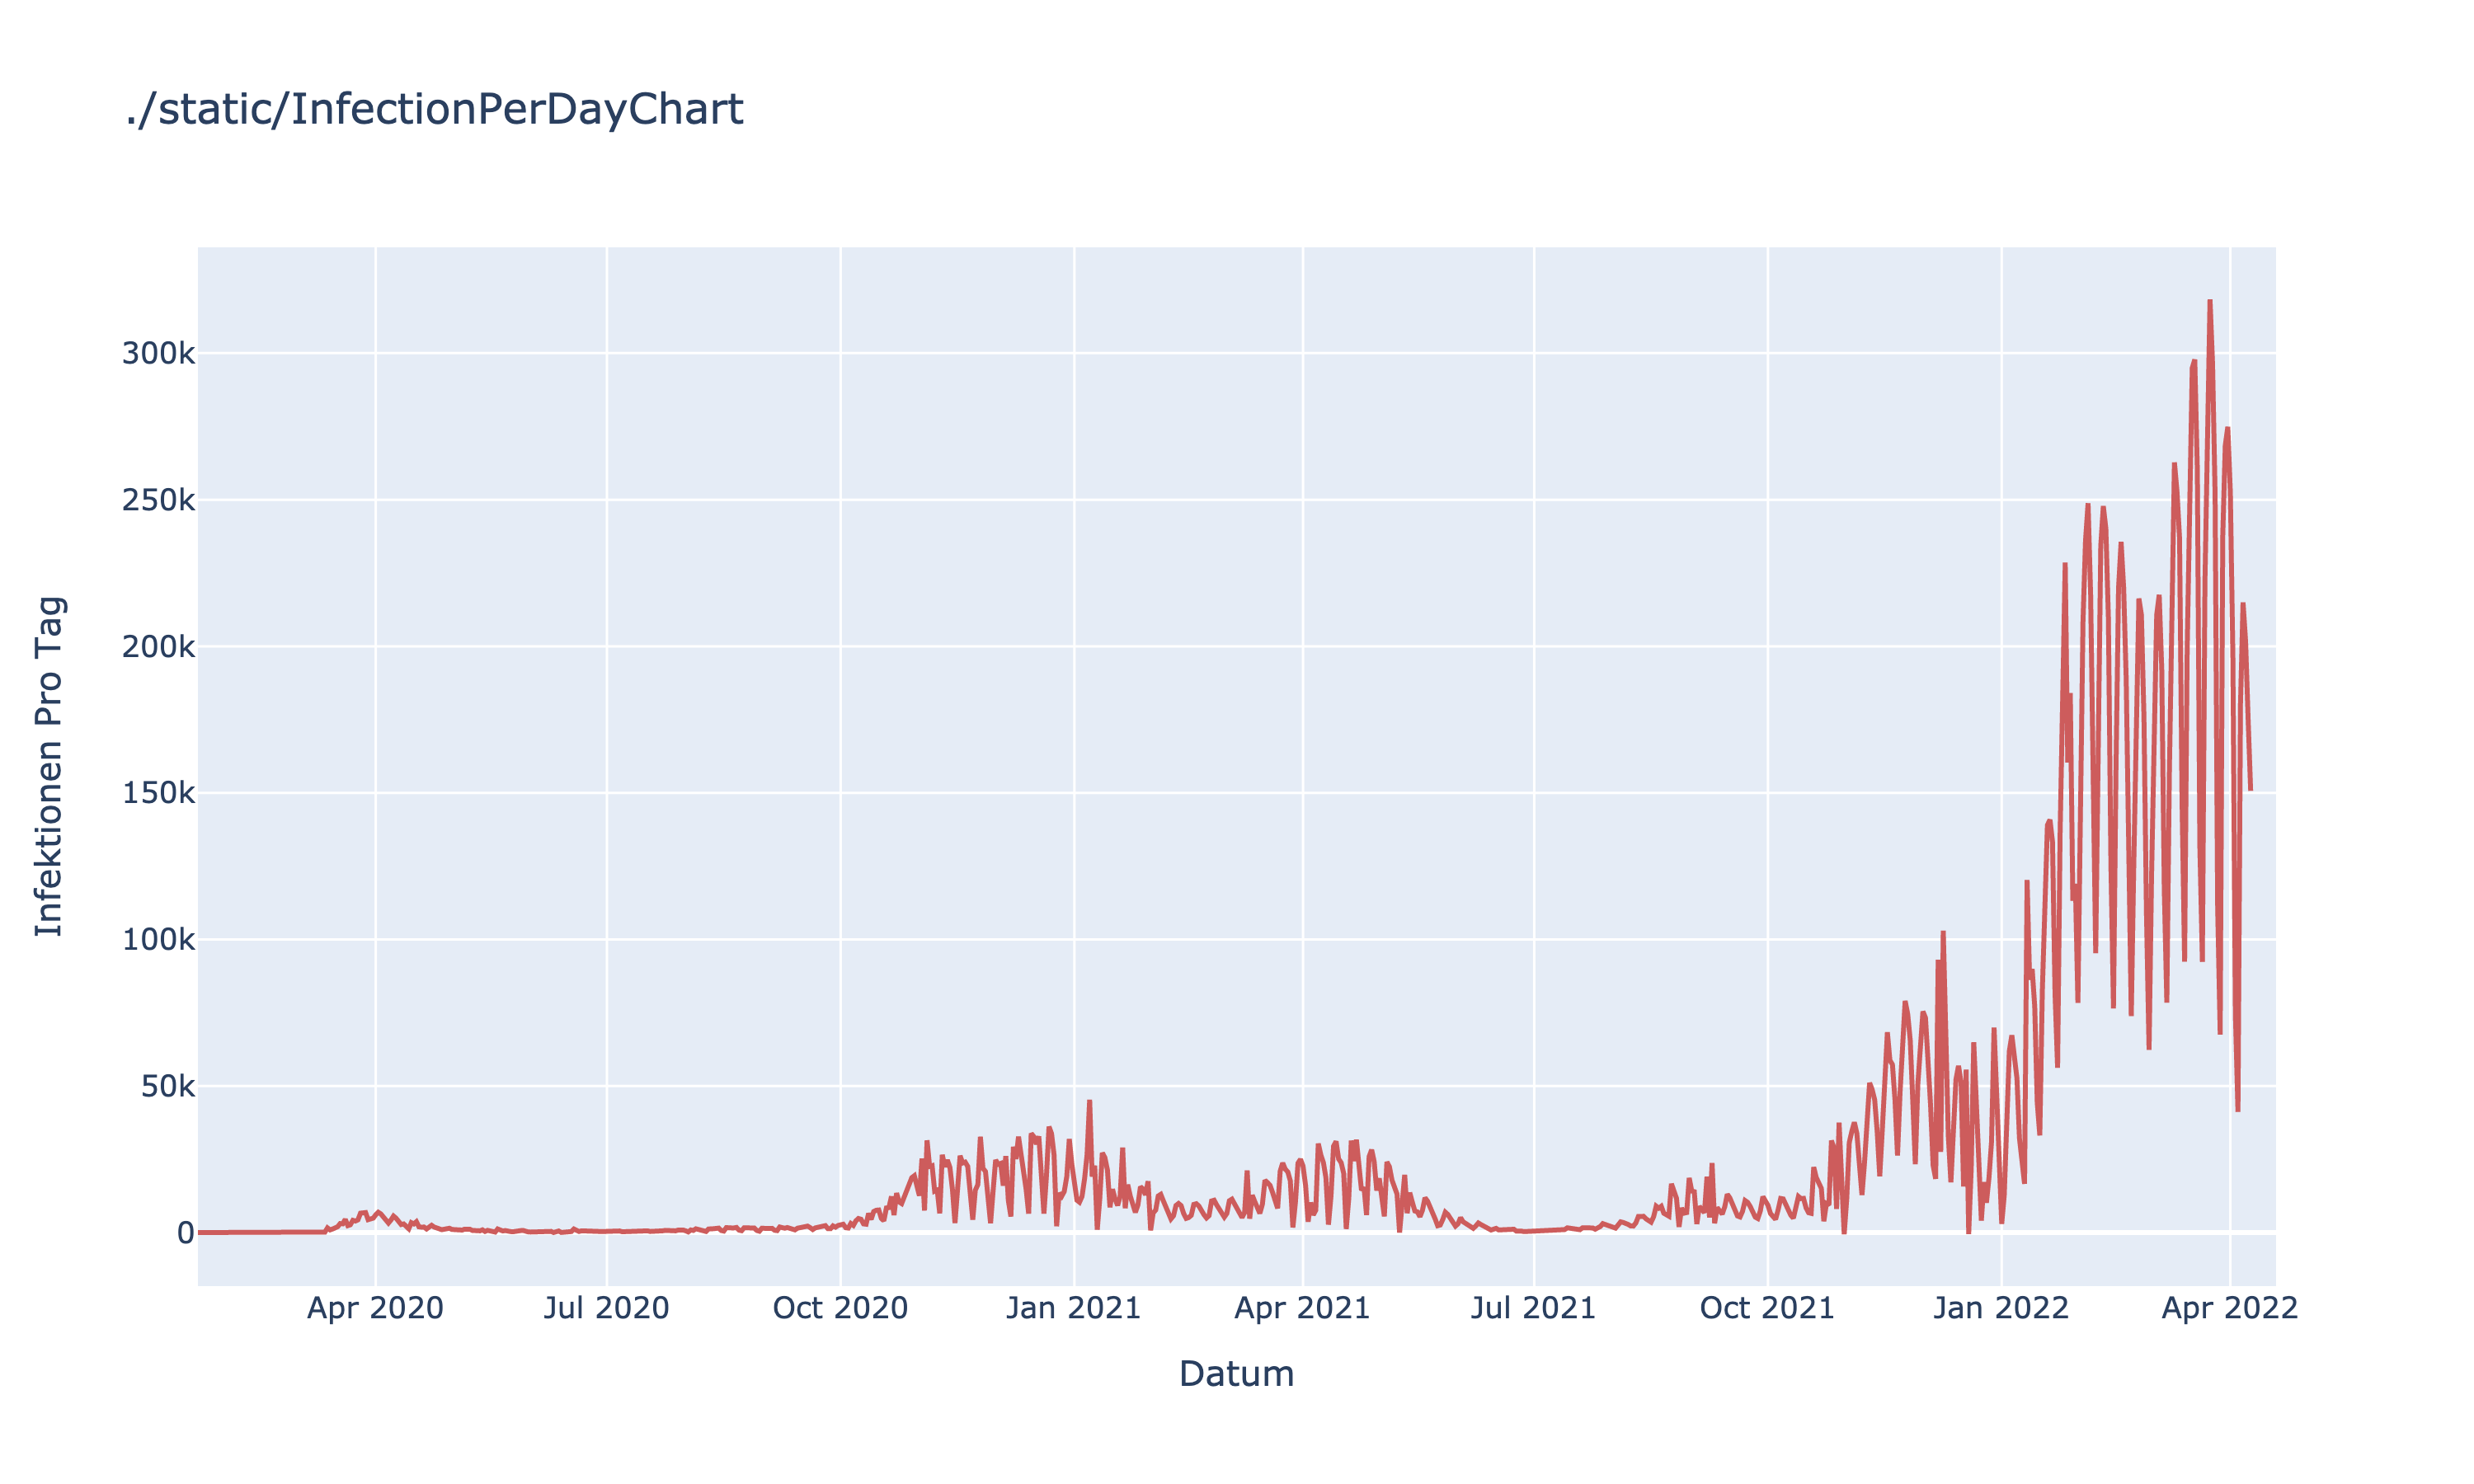 ./static/InfectionPerDayChart
300k
250k
200k
150k
100k
50k
0
Infektionen Pro Tag
Apr 2020 Jul 2020 Oct 2020 Jan 2021 Apr 2021 Jul 2021 Oct 2021 Jan 2022 Apr 2022
Datum